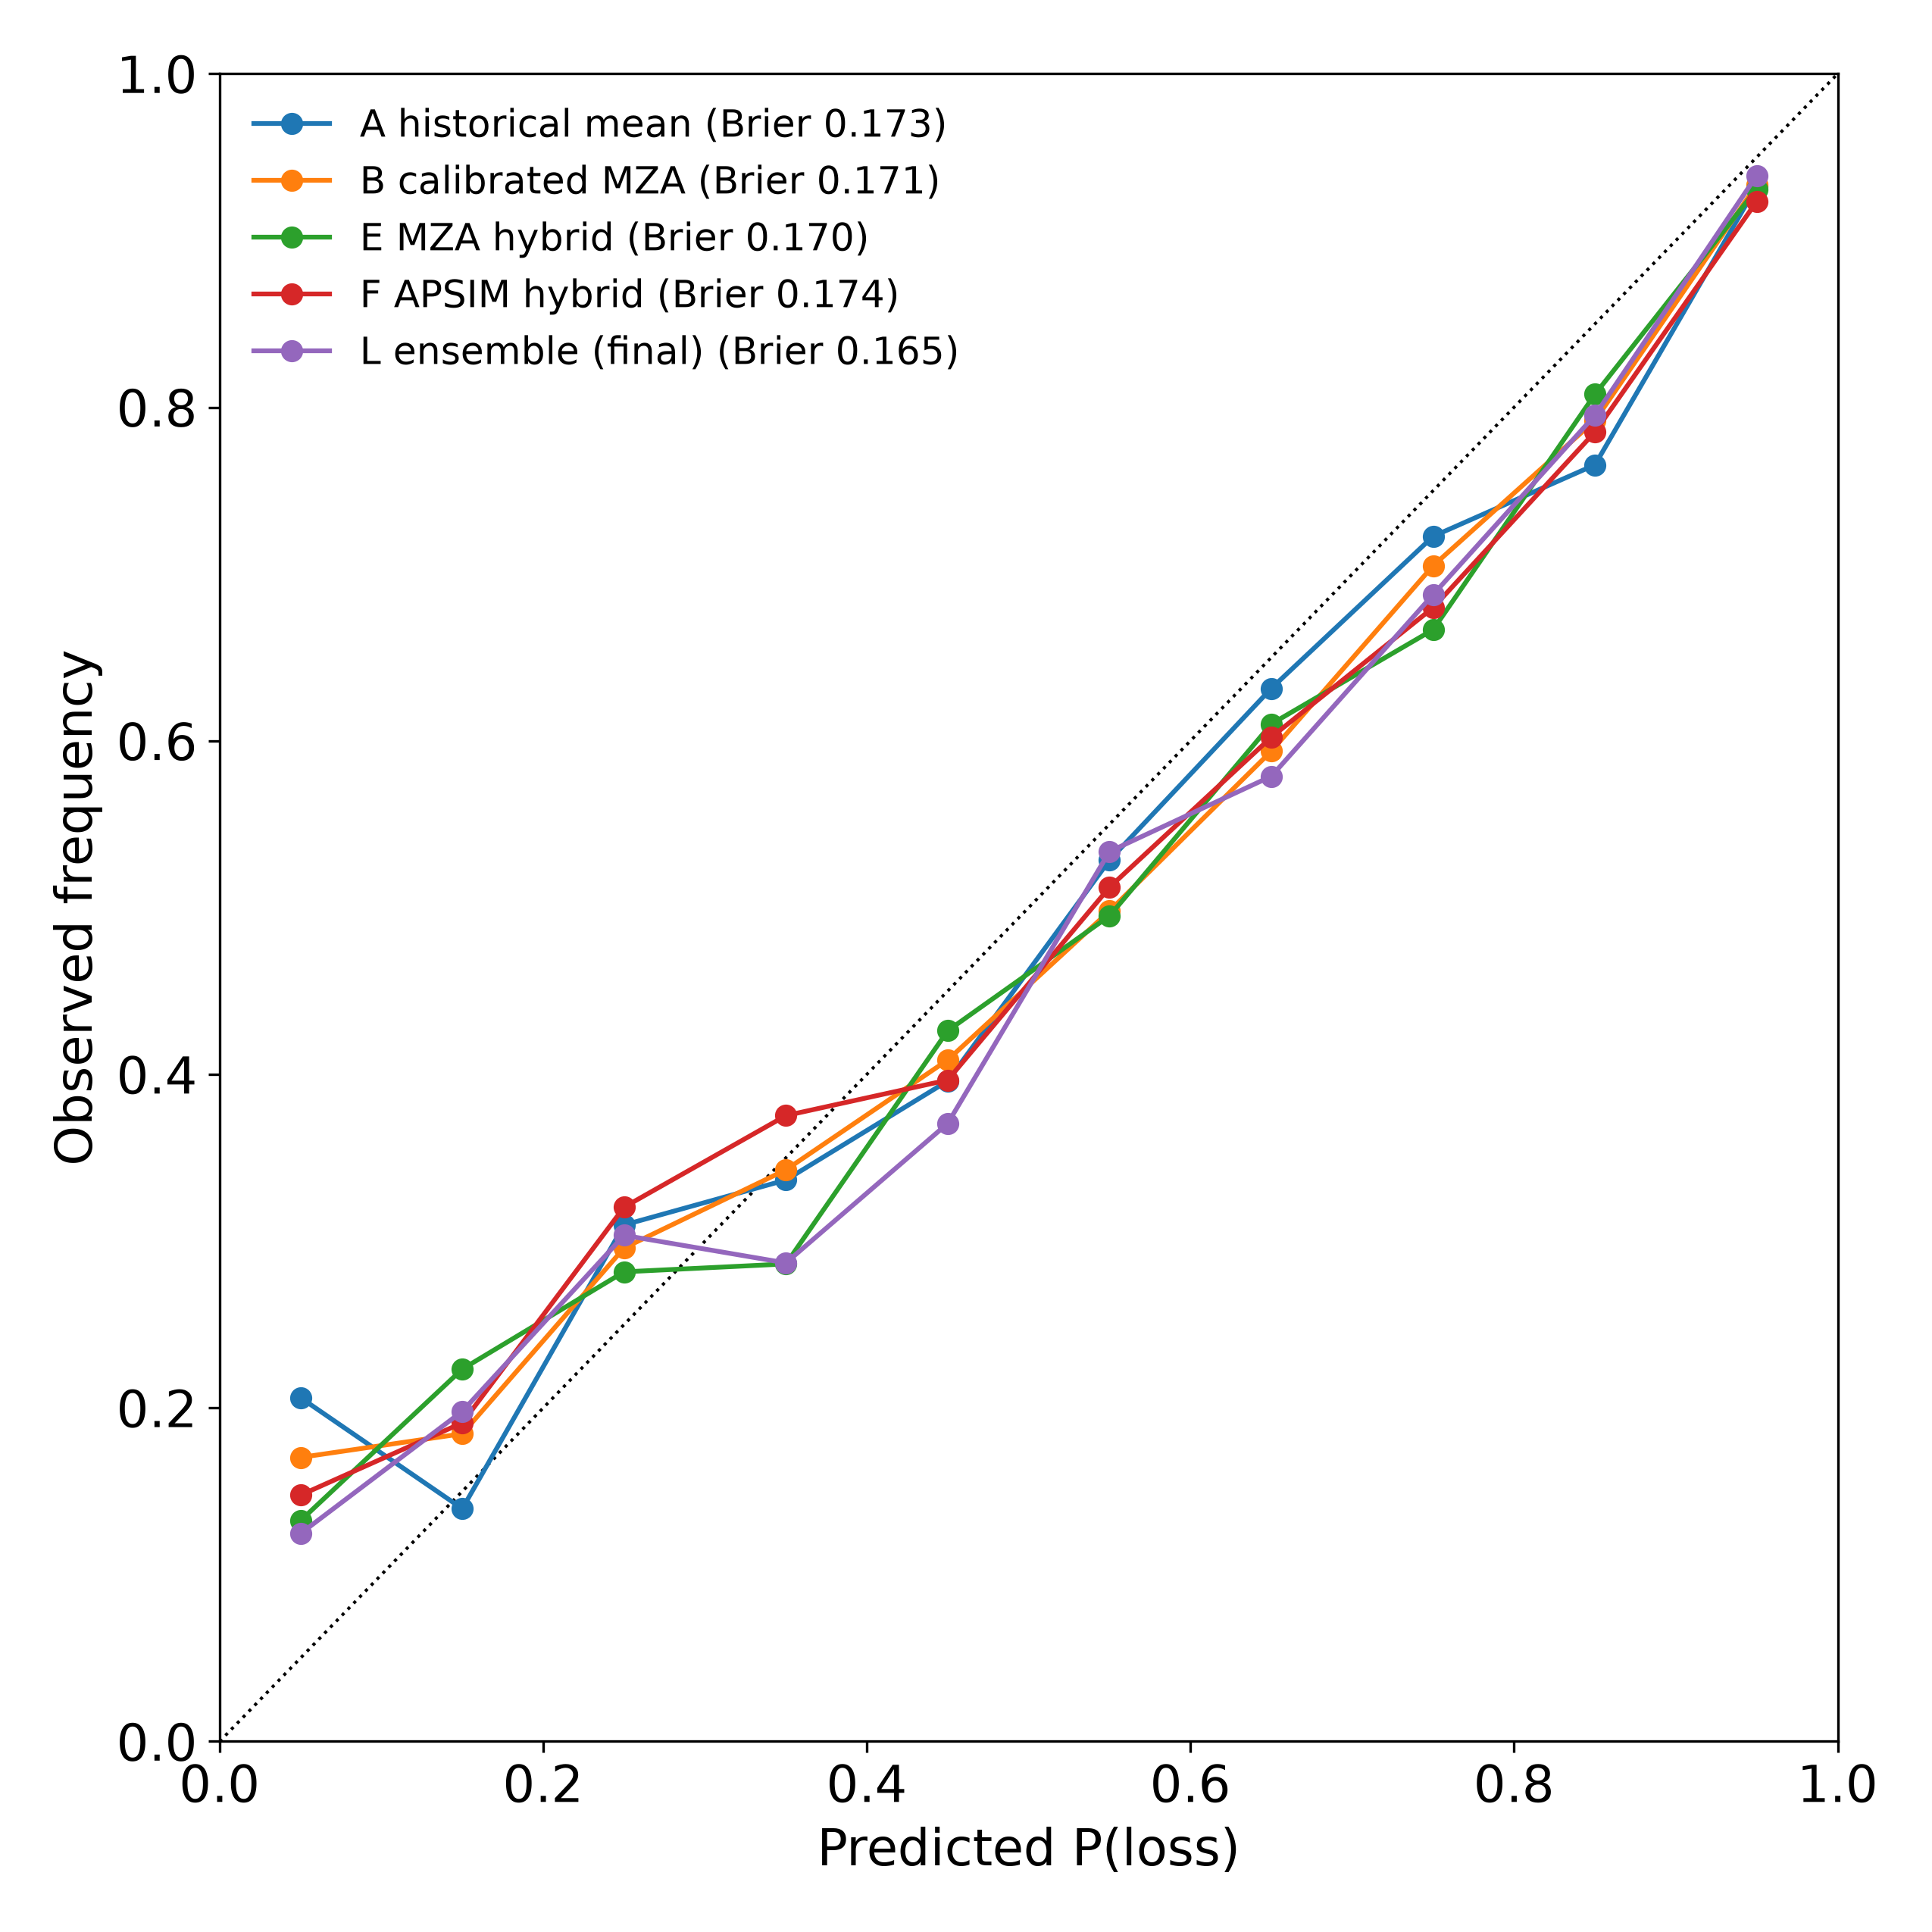 1.0
0.8
0.6
0.4
0.2
0.0
Observed frequency
A historical mean (Brier 0.173)
B calibrated MZA (Brier 0.171)
E MZA hybrid (Brier 0.170)
F APSIM hybrid (Brier 0.174)
L ensemble (final) (Brier 0.165)
0.0 0.2 0.4 0.6 0.8 1.0
Predicted P(loss)